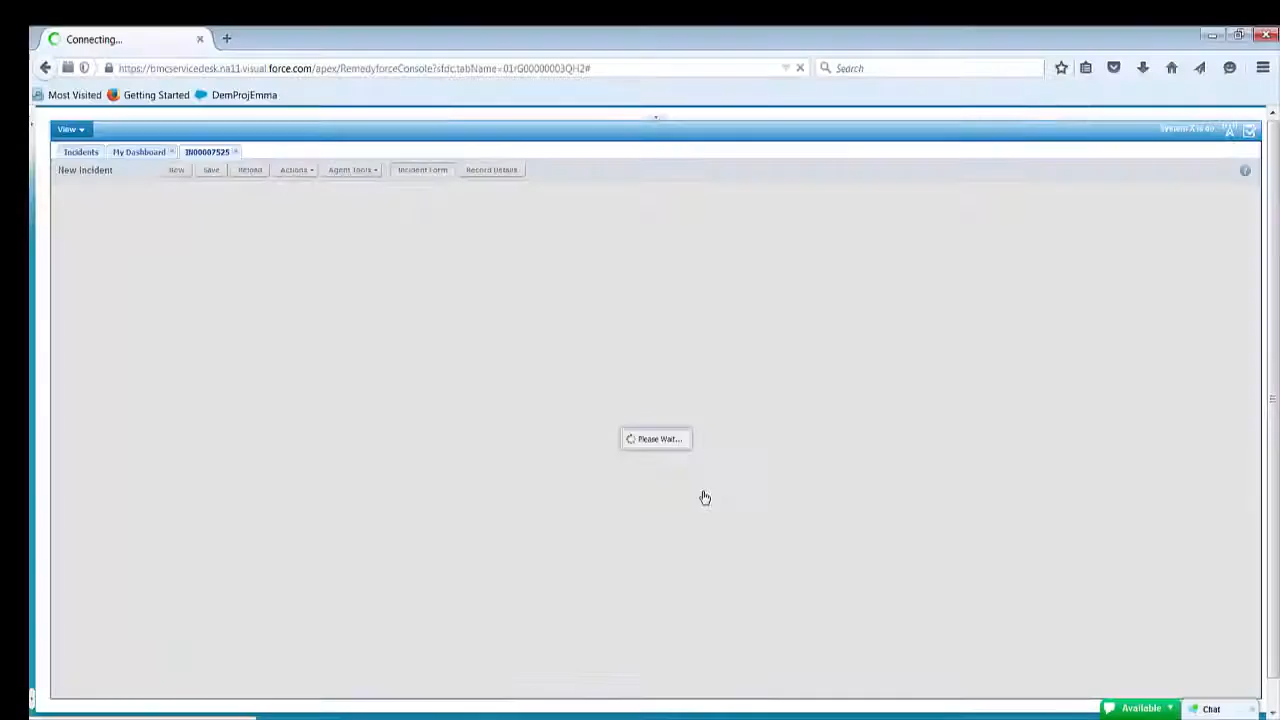 Connecting...
https://bmcservicedesk.na11.visual.force.com/apex/RemedyforceConsole?sfdc.tabName=01rG00000003QH2#
Search
Most Visited
Getting Started
DemProjEmma
View
Incidents
My Dashboard
IN00007525
New Incident
New
Save
Reload
Actions
Agent Tools
Incident Form
Record Details
Please Wait...
Available
Chat